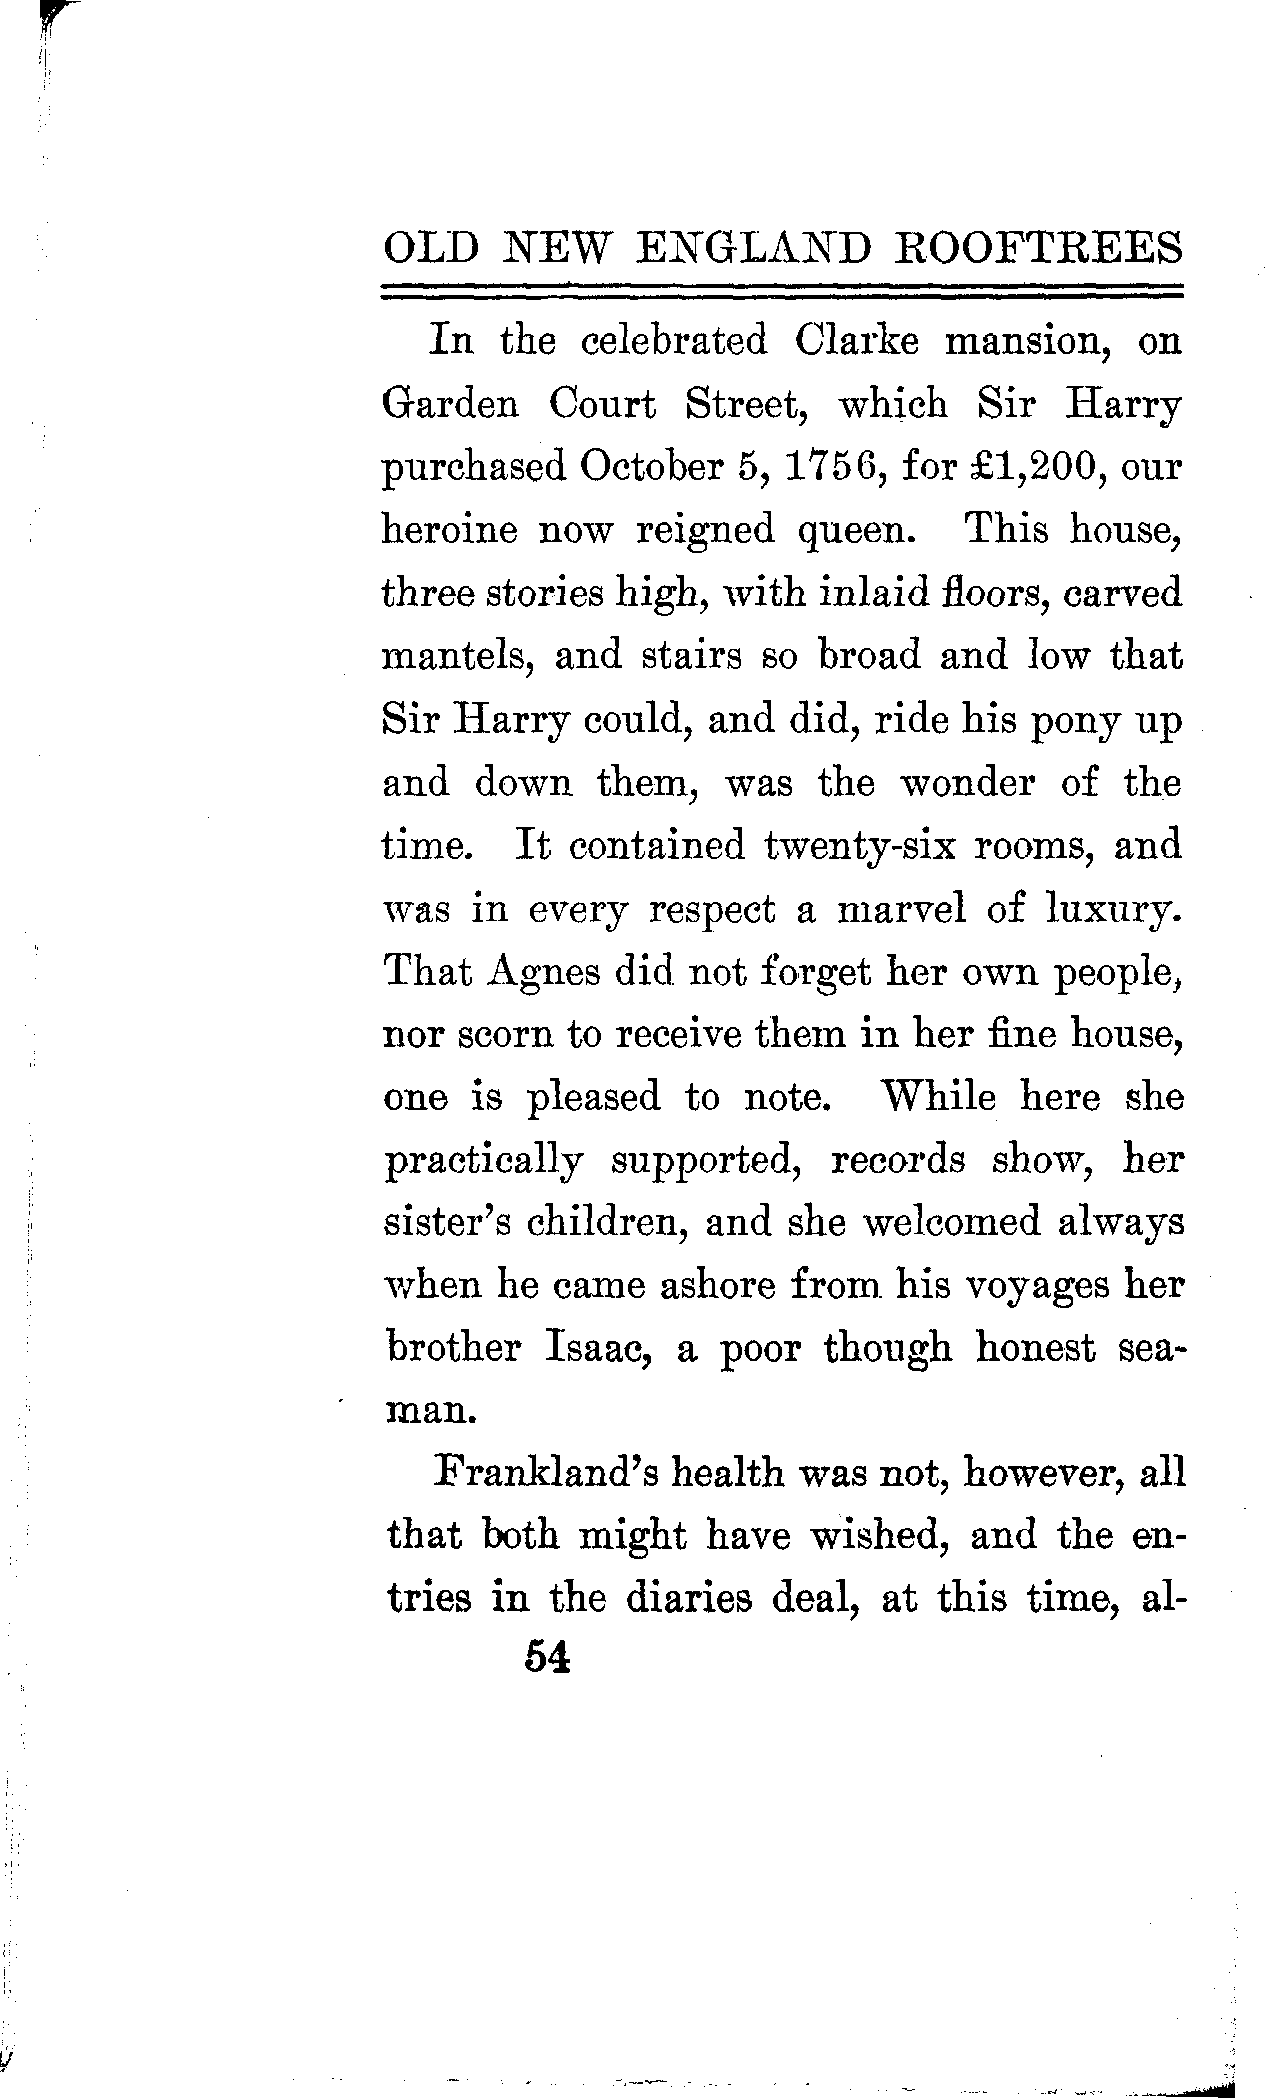 OLD NEW ENGLAND ROOFTREES
In the celebrated Clarke mansion, on
Garden Court Street, which Sir Harry
purchased October 5, 1756, for £1,200, our
heroine now reigned queen. This house,
three stories high, with inlaid floors, carved
mantels, and stairs so broad and low that
Sir Harry could, and did, ride his pony up
and down them, was the wonder of the
time. It contained twenty-six rooms, and
was in every respect a marvel of luxury.
That Agnes did not forget her own people,
nor scorn to receive them in her fine house,
one is pleased to note. While here she
practically supported, records show, her
sister's children, and she welcomed always
when he came ashore from his voyages her
brother Isaac, a poor though honest sea-
man.
Frankland's health was not, however, all
that both might have wished, and the en-
tries in the diaries deal, at this time, al-
54